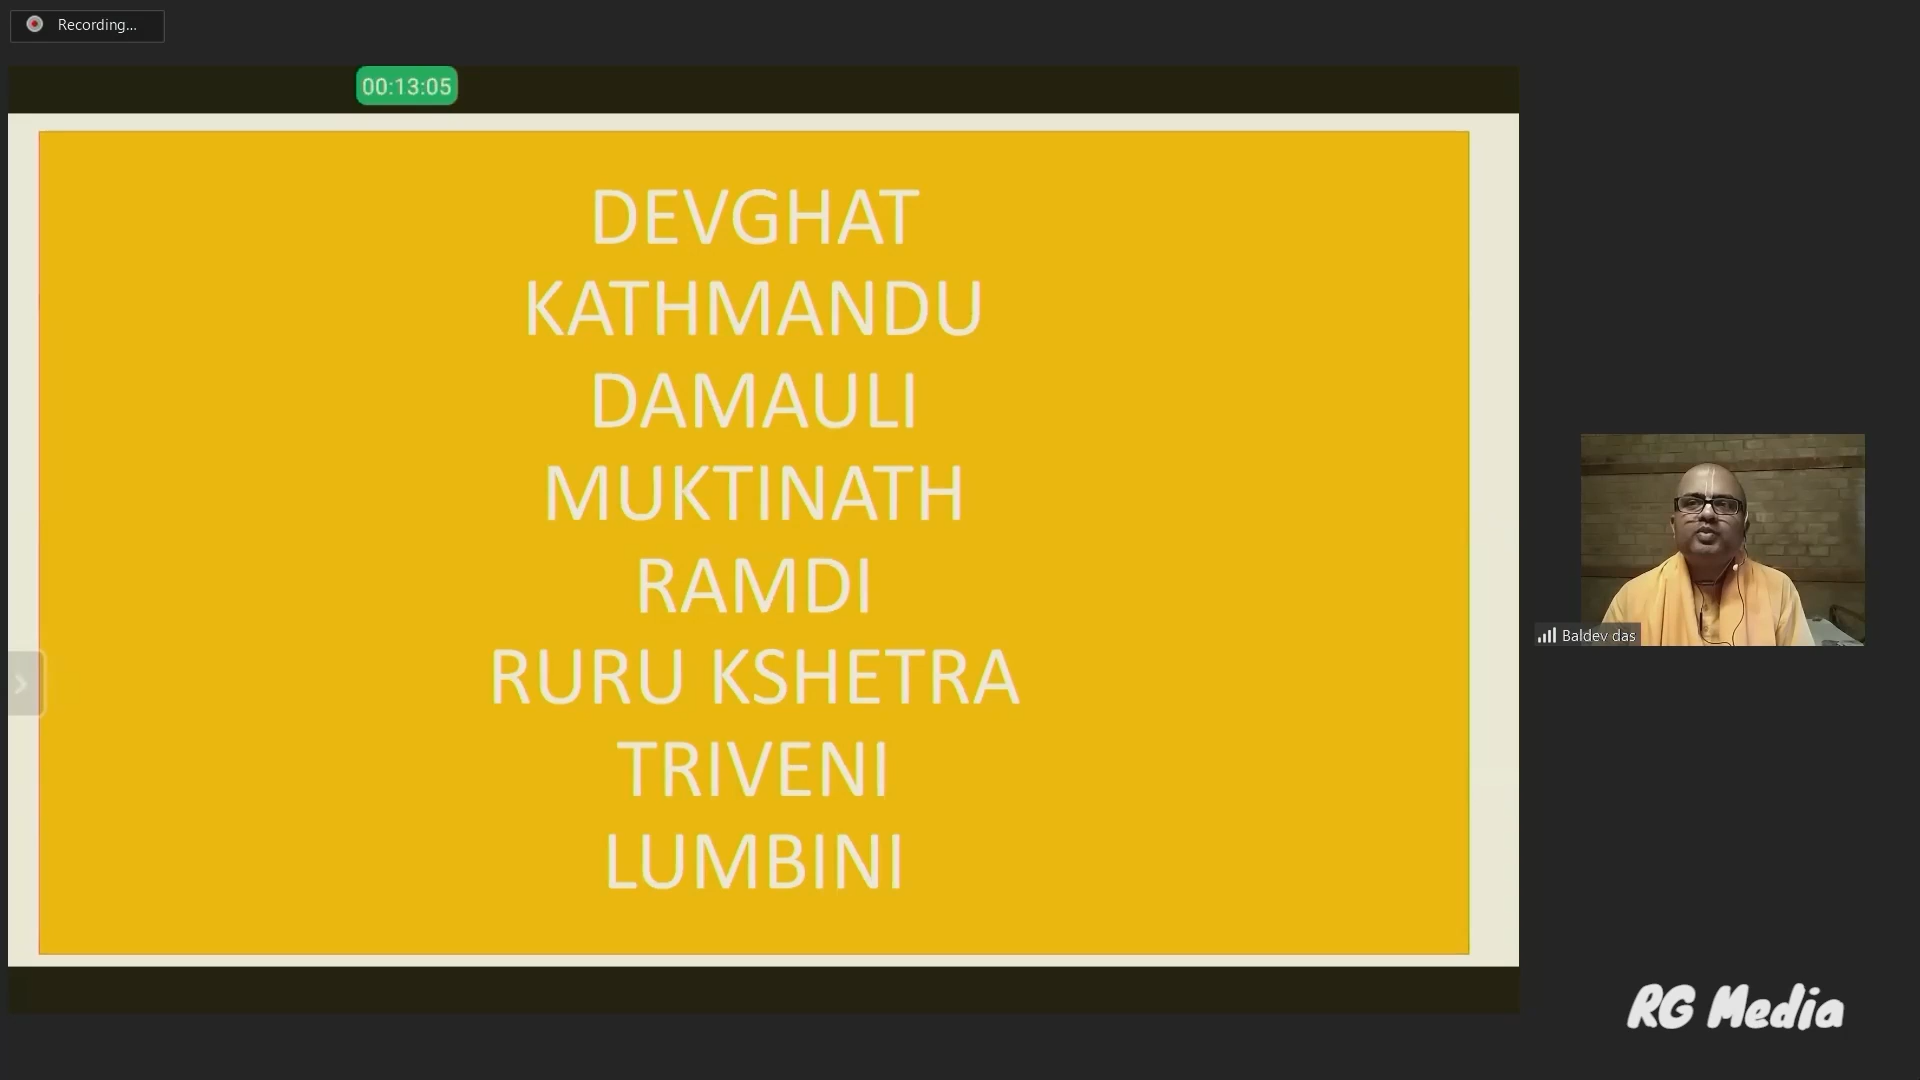 Recording...
00:13:05
DEVGHAT
KATHMANDU
DAMAULI
MUKTINATH
RAMDI
RURU KSHETRA
TRIVENI
LUMBINI
Baldev das
RG Media